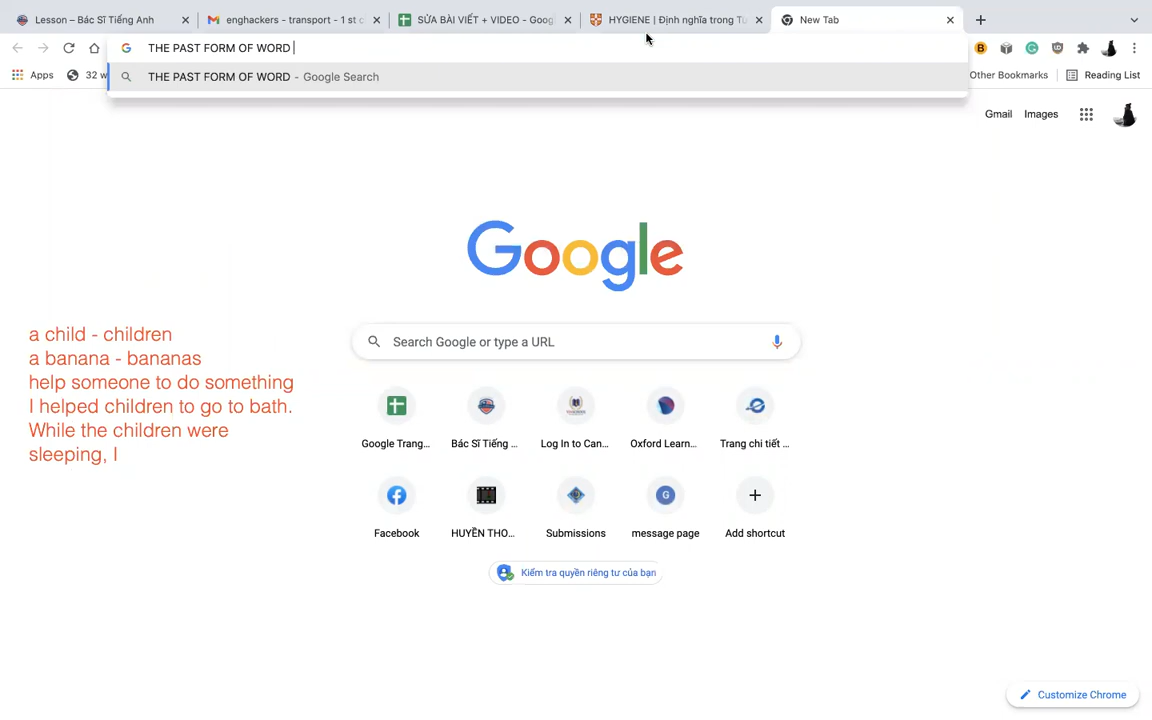 Lesson – Bác Sĩ Tiếng Anh
enghackers - transport - 1 st c
SỬA BÀI VIẾT + VIDEO - Goog
HYGIENE | Định nghĩa trong Từ
New Tab
THE PAST FORM OF WORD
THE PAST FORM OF WORD - Google Search
Apps
32 w
Other Bookmarks
Reading List
Gmail
Images
Google
a child - children
a banana - bananas
help someone to do something
I helped children to go to bath.
While the children were
sleeping, I
Search Google or type a URL
Google Trang...
Bác Sĩ Tiếng ...
Log In to Can...
Oxford Learn...
Trang chi tiết ...
Facebook
HUYỀN THO...
Submissions
message page
Add shortcut
Kiểm tra quyền riêng tư của bạn
Customize Chrome